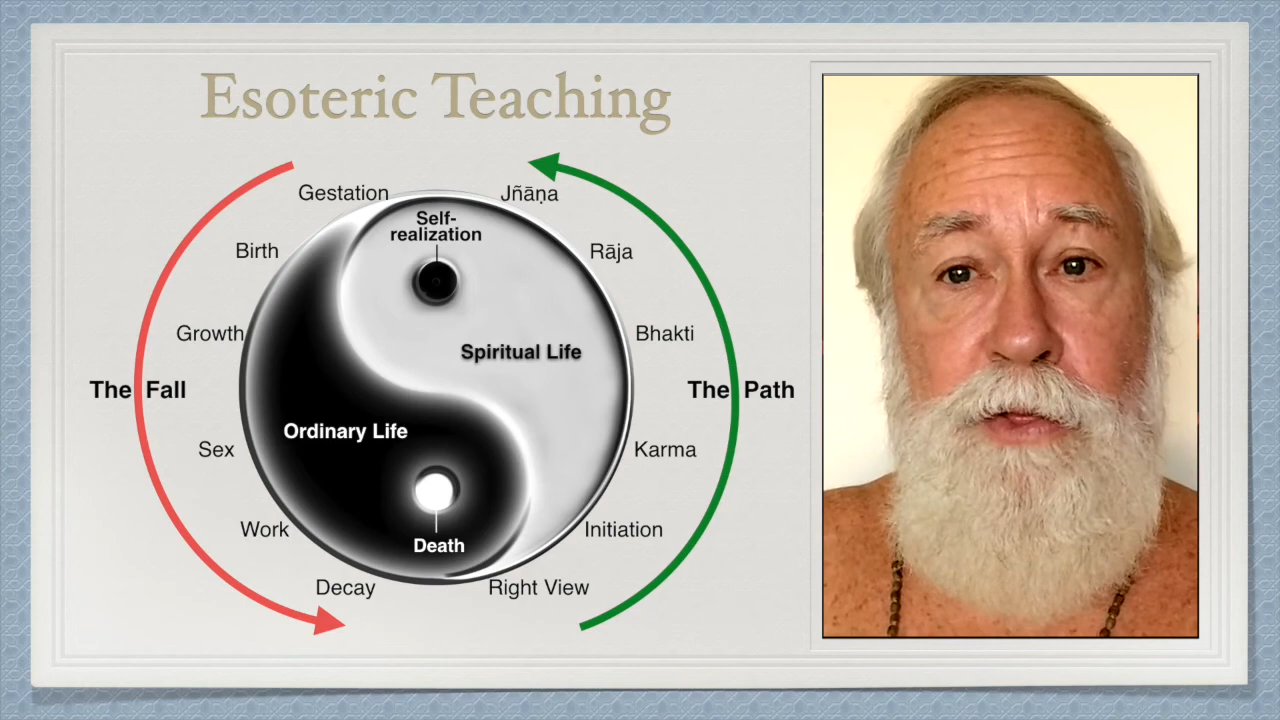 Esoteric Teaching
Gestation
Jñāṇa
Self-
realization
Birth
Rāja
Growth
Bhakti
Spiritual Life
The Fall
The Path
Ordinary Life
Sex
Karma
Work
Initiation
Death
Decay
Right View